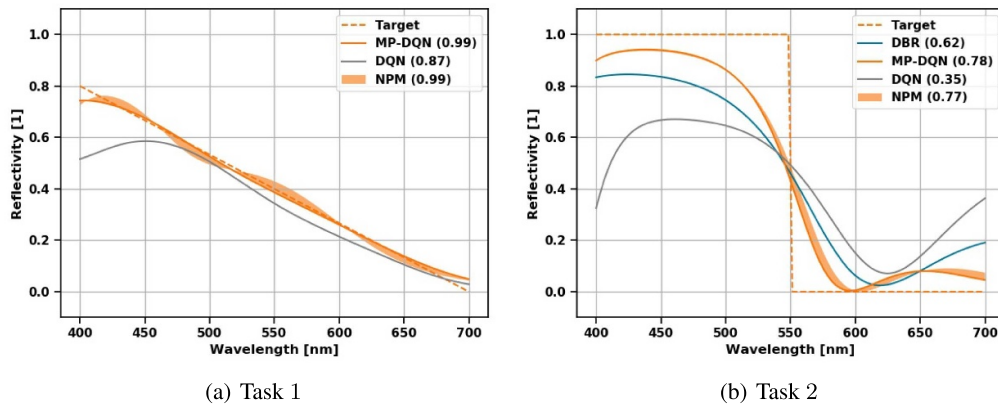 Target
MP-DQN (0.99)
DQN (0.87)
NPM (0.99)
1.0
0.8
0.6
0.4
0.2
0.0
Reflectivity [1]
400 450 500 550 600 650 700
Wavelength [nm]
(a) Task 1
Target
DBR (0.62)
MP-DQN (0.78)
DQN (0.35)
NPM (0.77)
1.0
0.8
0.6
0.4
0.2
0.0
Reflectivity [1]
400 450 500 550 600 650 700
Wavelength [nm]
(b) Task 2